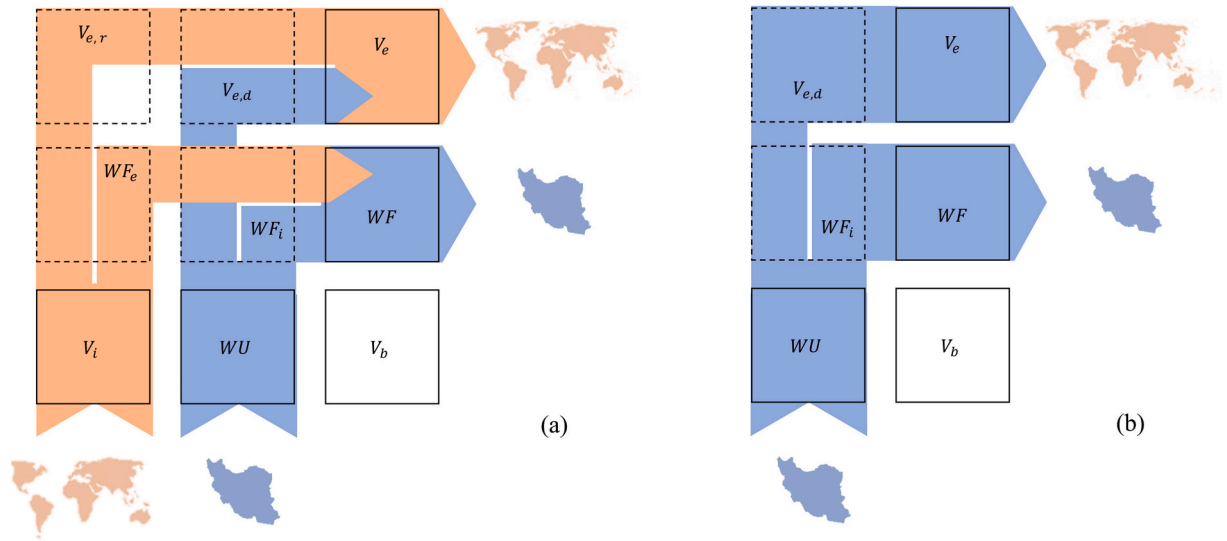 V_{e,r}
V_e
V_{e,d}
WF_e
WF_i
WF
V_i
WU
V_b
(a)
V_e
V_{e,d}
WF_i
WF
WU
V_b
(b)